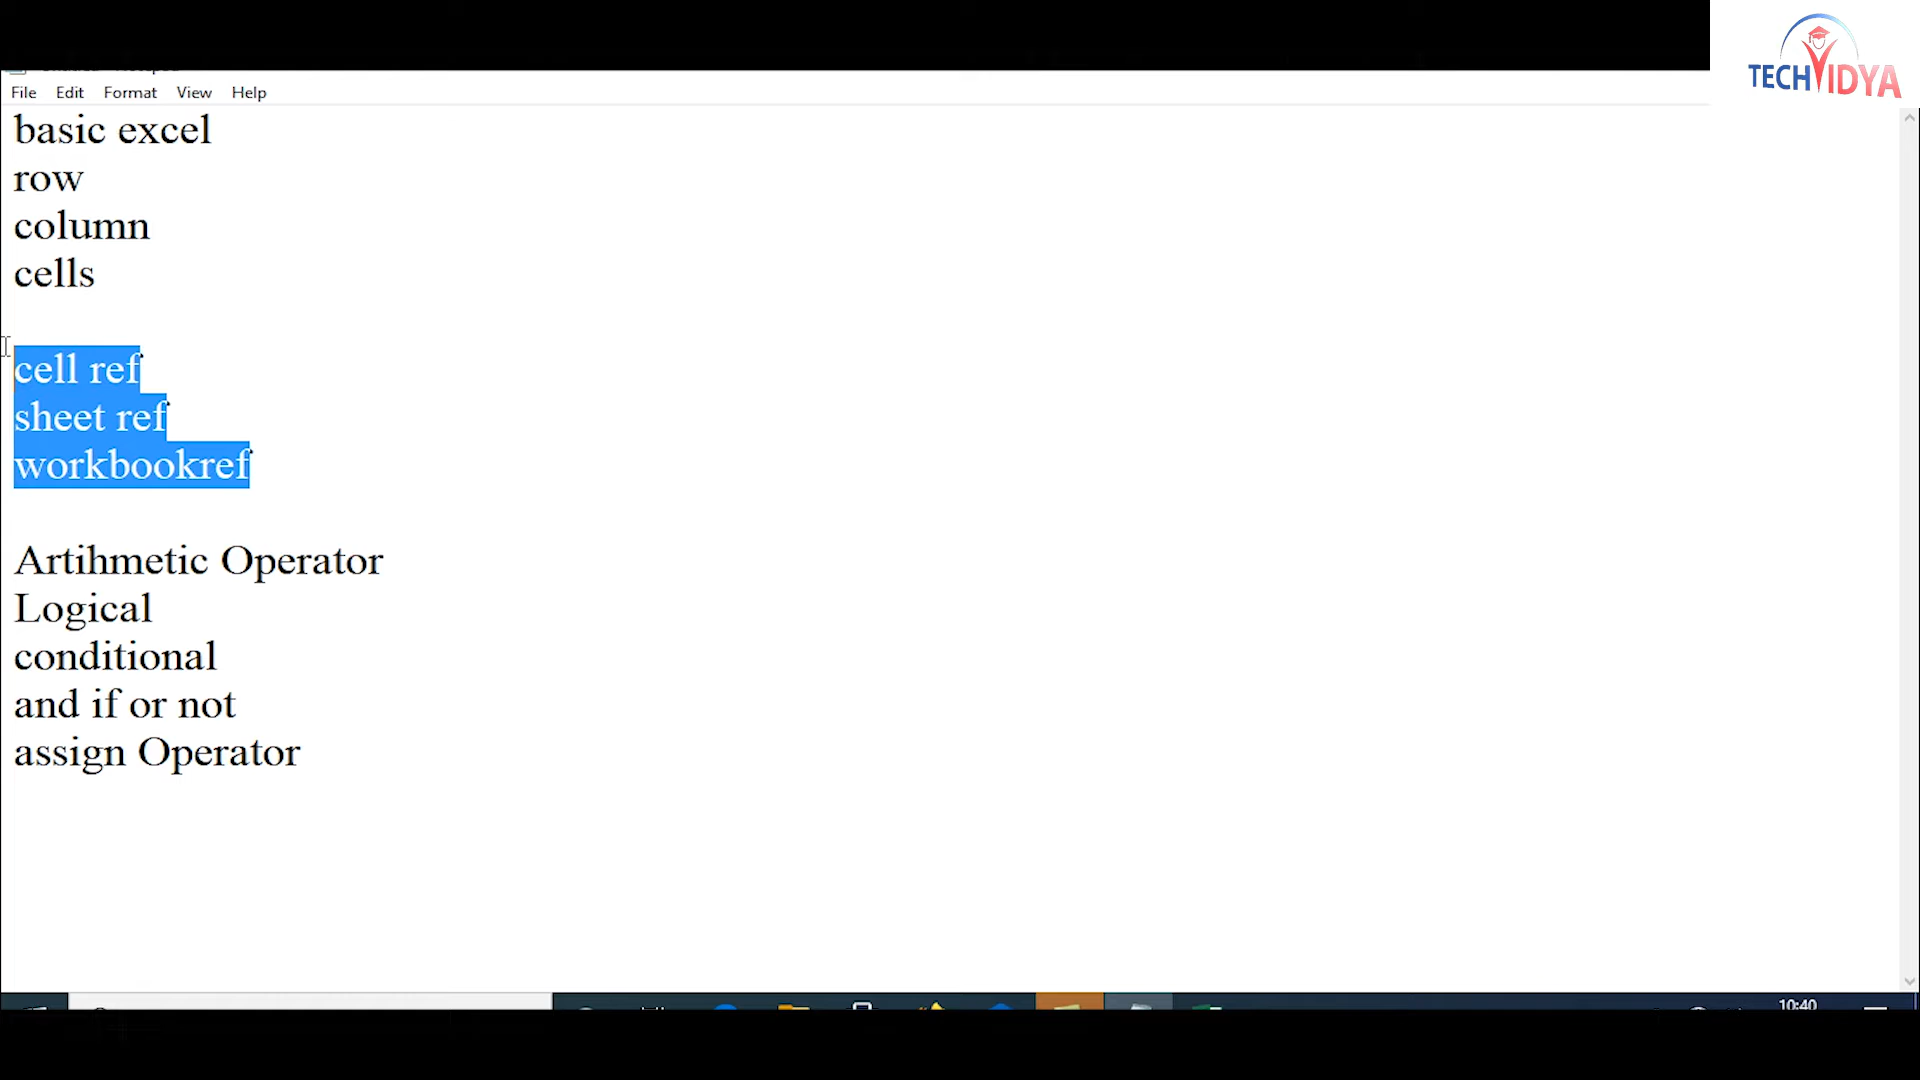 TECHVIDYA
File Edit Format View Help
basic excel
row
column
cells
cell ref
sheet ref
workbookref
Artihmetic Operator
Logical
conditional
and if or not
assign Operator
10:40